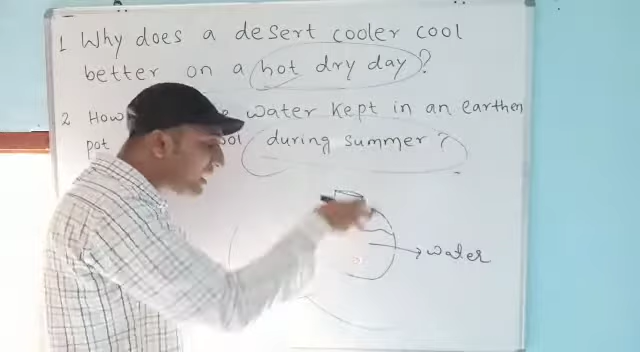 1 Why does a desert cooler cool
better on a hot dry day?
2 How water kept in an earthen
pot during summer?
water